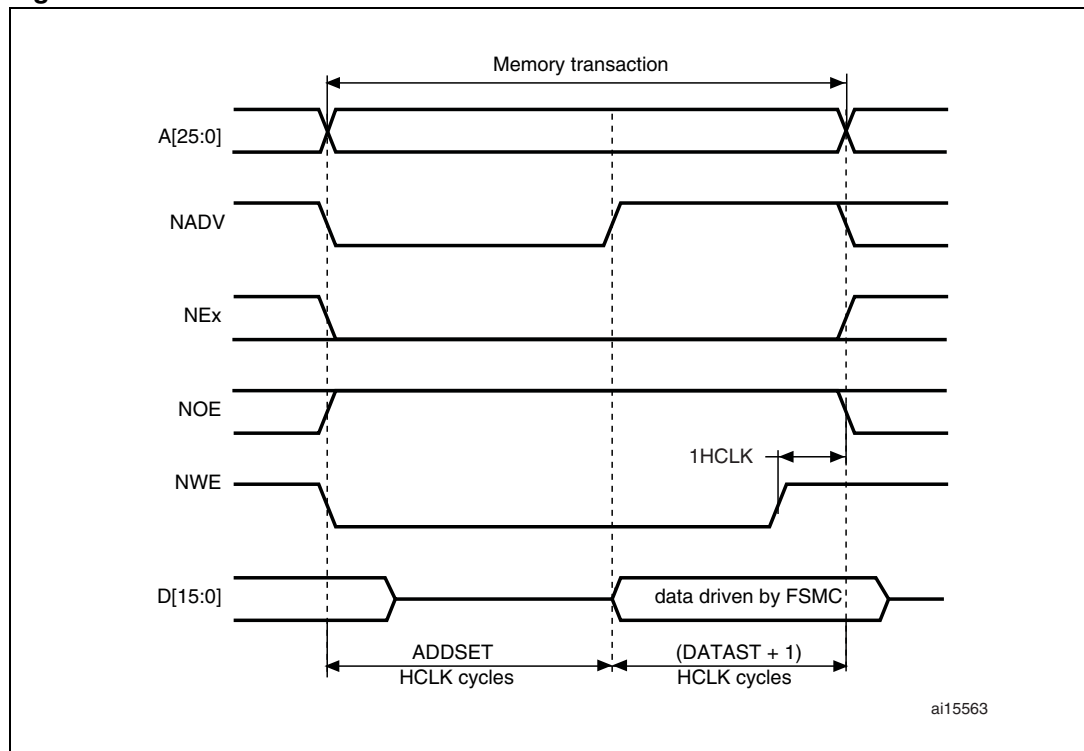 Memory transaction
A[25:0]
NADV
NEx
NOE
1HCLK
NWE
D[15:0]
data driven by FSMC
ADDSET
HCLK cycles
(DATAST + 1)
HCLK cycles
ai15563